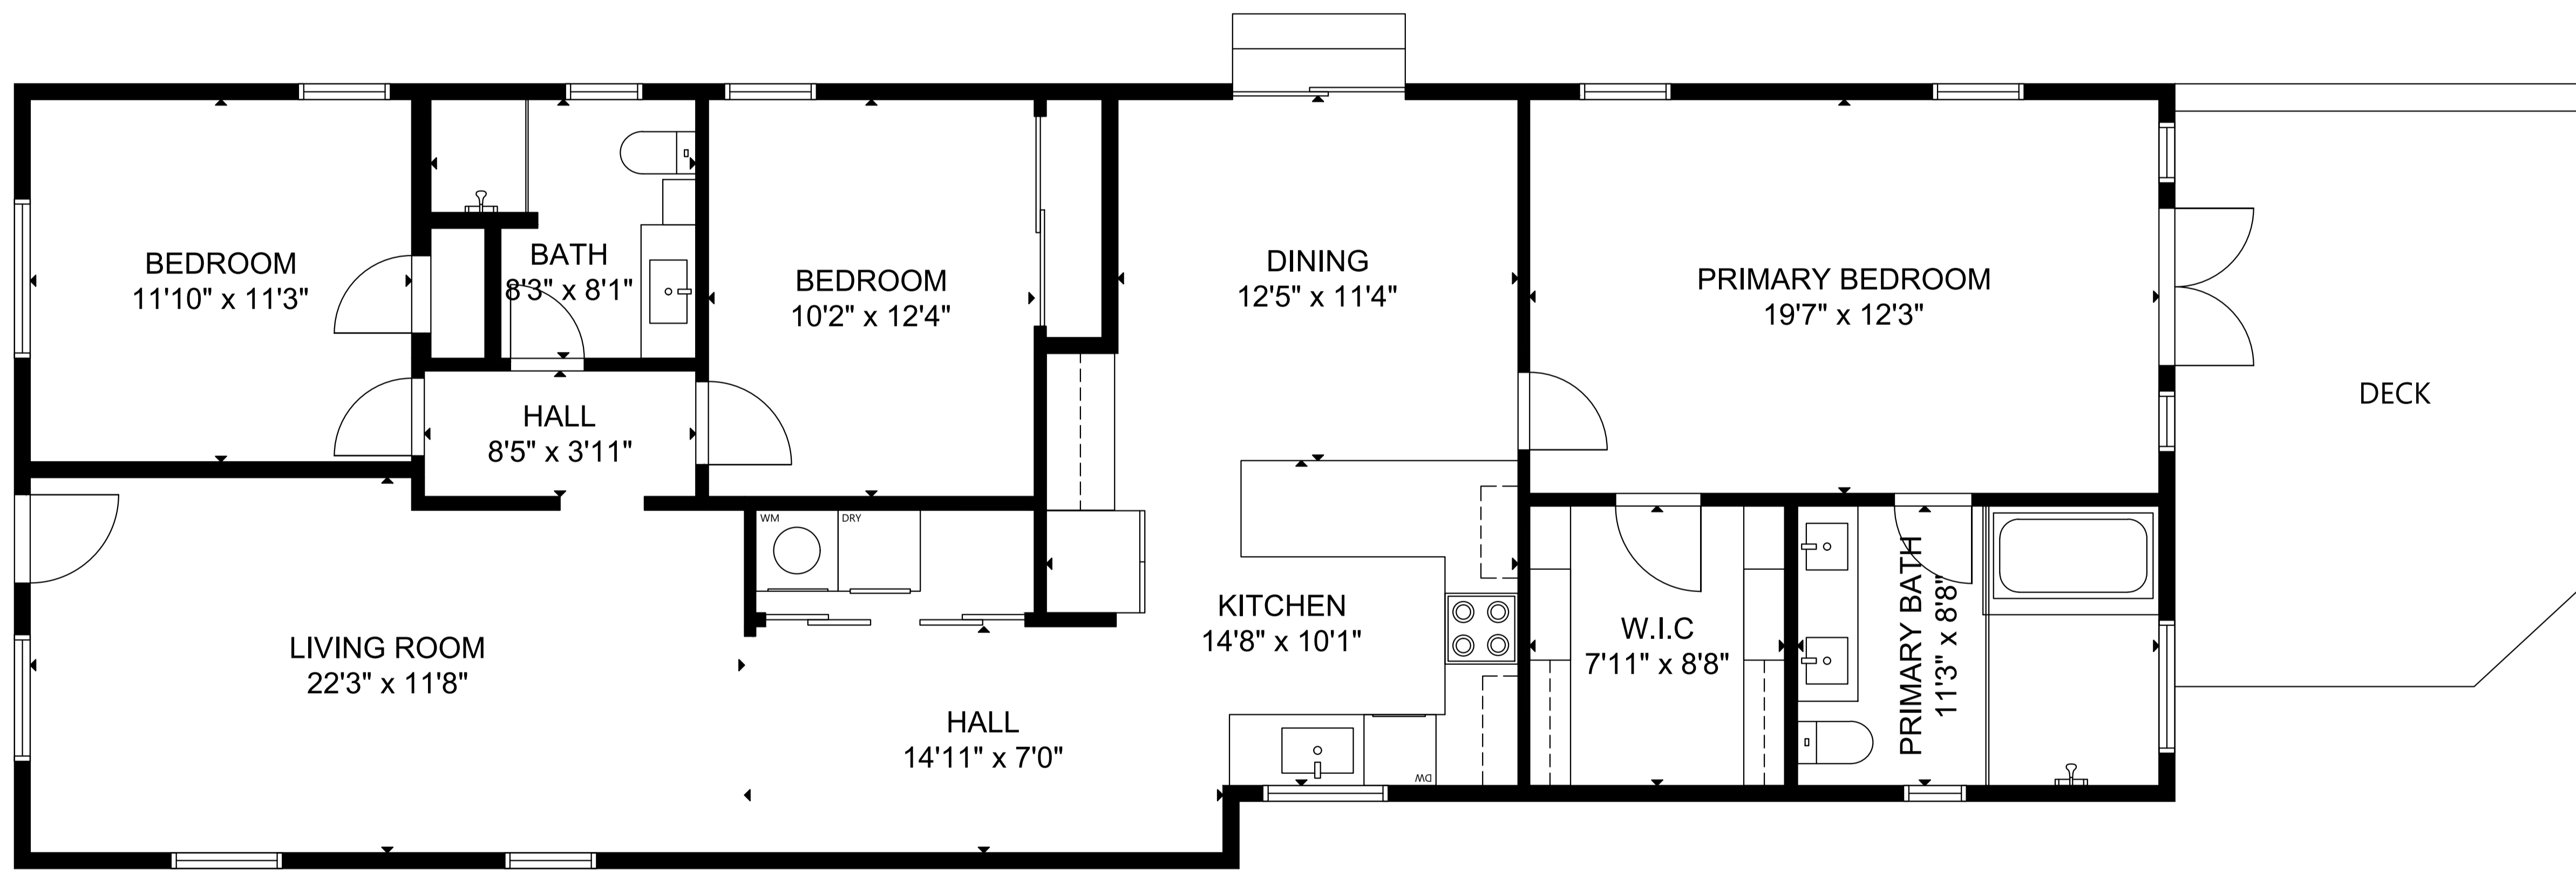 BEDROOM
11'10" x 11'3"
BATH
8'3" x 8'1"
BEDROOM
10'2" x 12'4"
DINING
12'5" x 11'4"
PRIMARY BEDROOM
19'7" x 12'3"
DECK
HALL
8'5" x 3'11"
WM
DRY
LIVING ROOM
22'3" x 11'8"
HALL
14'11" x 7'0"
KITCHEN
14'8" x 10'1"
DW
W.I.C
7'11" x 8'8"
PRIMARY BATH
11'3" x 8'8"